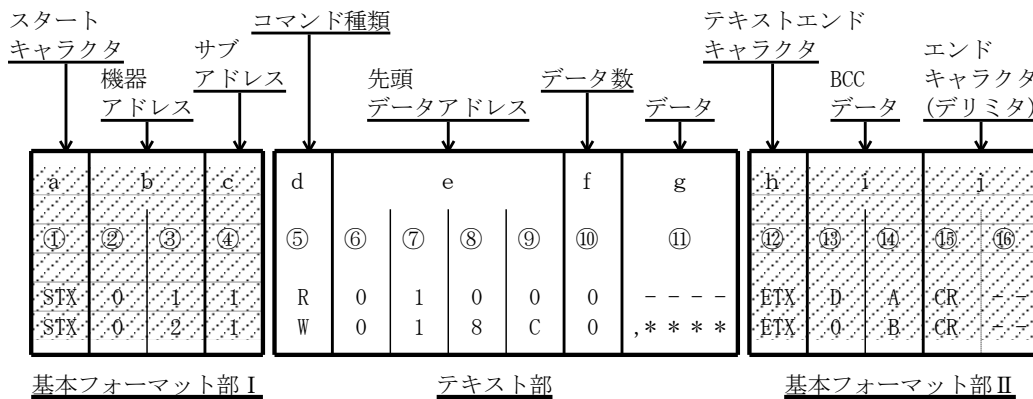 スタート
キャラクタ
機器
アドレス
サブ
アドレス
コマンド種類
先頭
データアドレス
データ数
データ
テキストエンド
キャラクタ
BCC
データ
エンド
キャラクタ
(デリミタ)
a b c d e f g h i j
① ② ③ ④ ⑤ ⑥ ⑦ ⑧ ⑨ ⑩ ⑪ ⑫ ⑬ ⑭ ⑮ ⑯
STX 0 1 1 R 0 1 0 0 0 ---- ETX D A CR --
STX 0 2 1 W 0 1 8 C 0 ,**** ETX 0 B CR --
基本フォーマット部Ⅰ テキスト部 基本フォーマット部Ⅱ